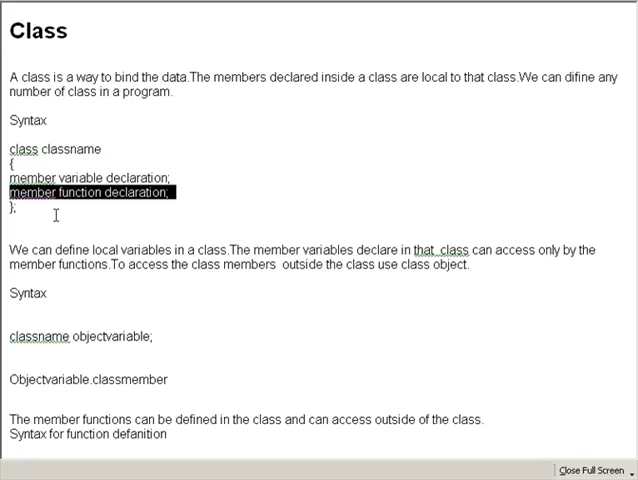 Class
A class is a way to bind the data.The members declared inside a class are local to that class.We can difine any
number of class in a program.
Syntax
class classname
{
member variable declaration;
member function declaration;
};
We can define local variables in a class.The member variables declare in that  class can access only by the
member functions.To access the class members  outside the class use class object.
Syntax
classname objectvariable;
Objectvariable.classmember
The member functions can be defined in the class and can access outside of the class.
Syntax for function defanition
Close Full Screen